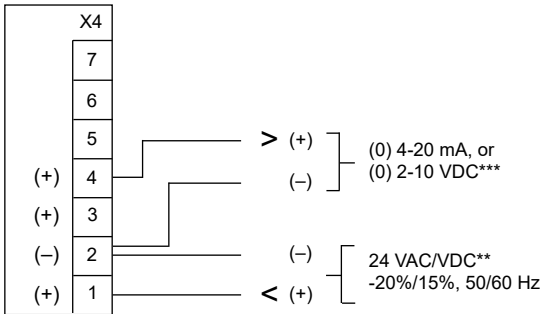 X4
7
6
5
(+) 4
(+) 3
(–) 2
(+) 1
> (+)
(–)
(0) 4-20 mA, or
(0) 2-10 VDC***
(–)
< (+)
24 VAC/VDC**
-20%/15%, 50/60 Hz